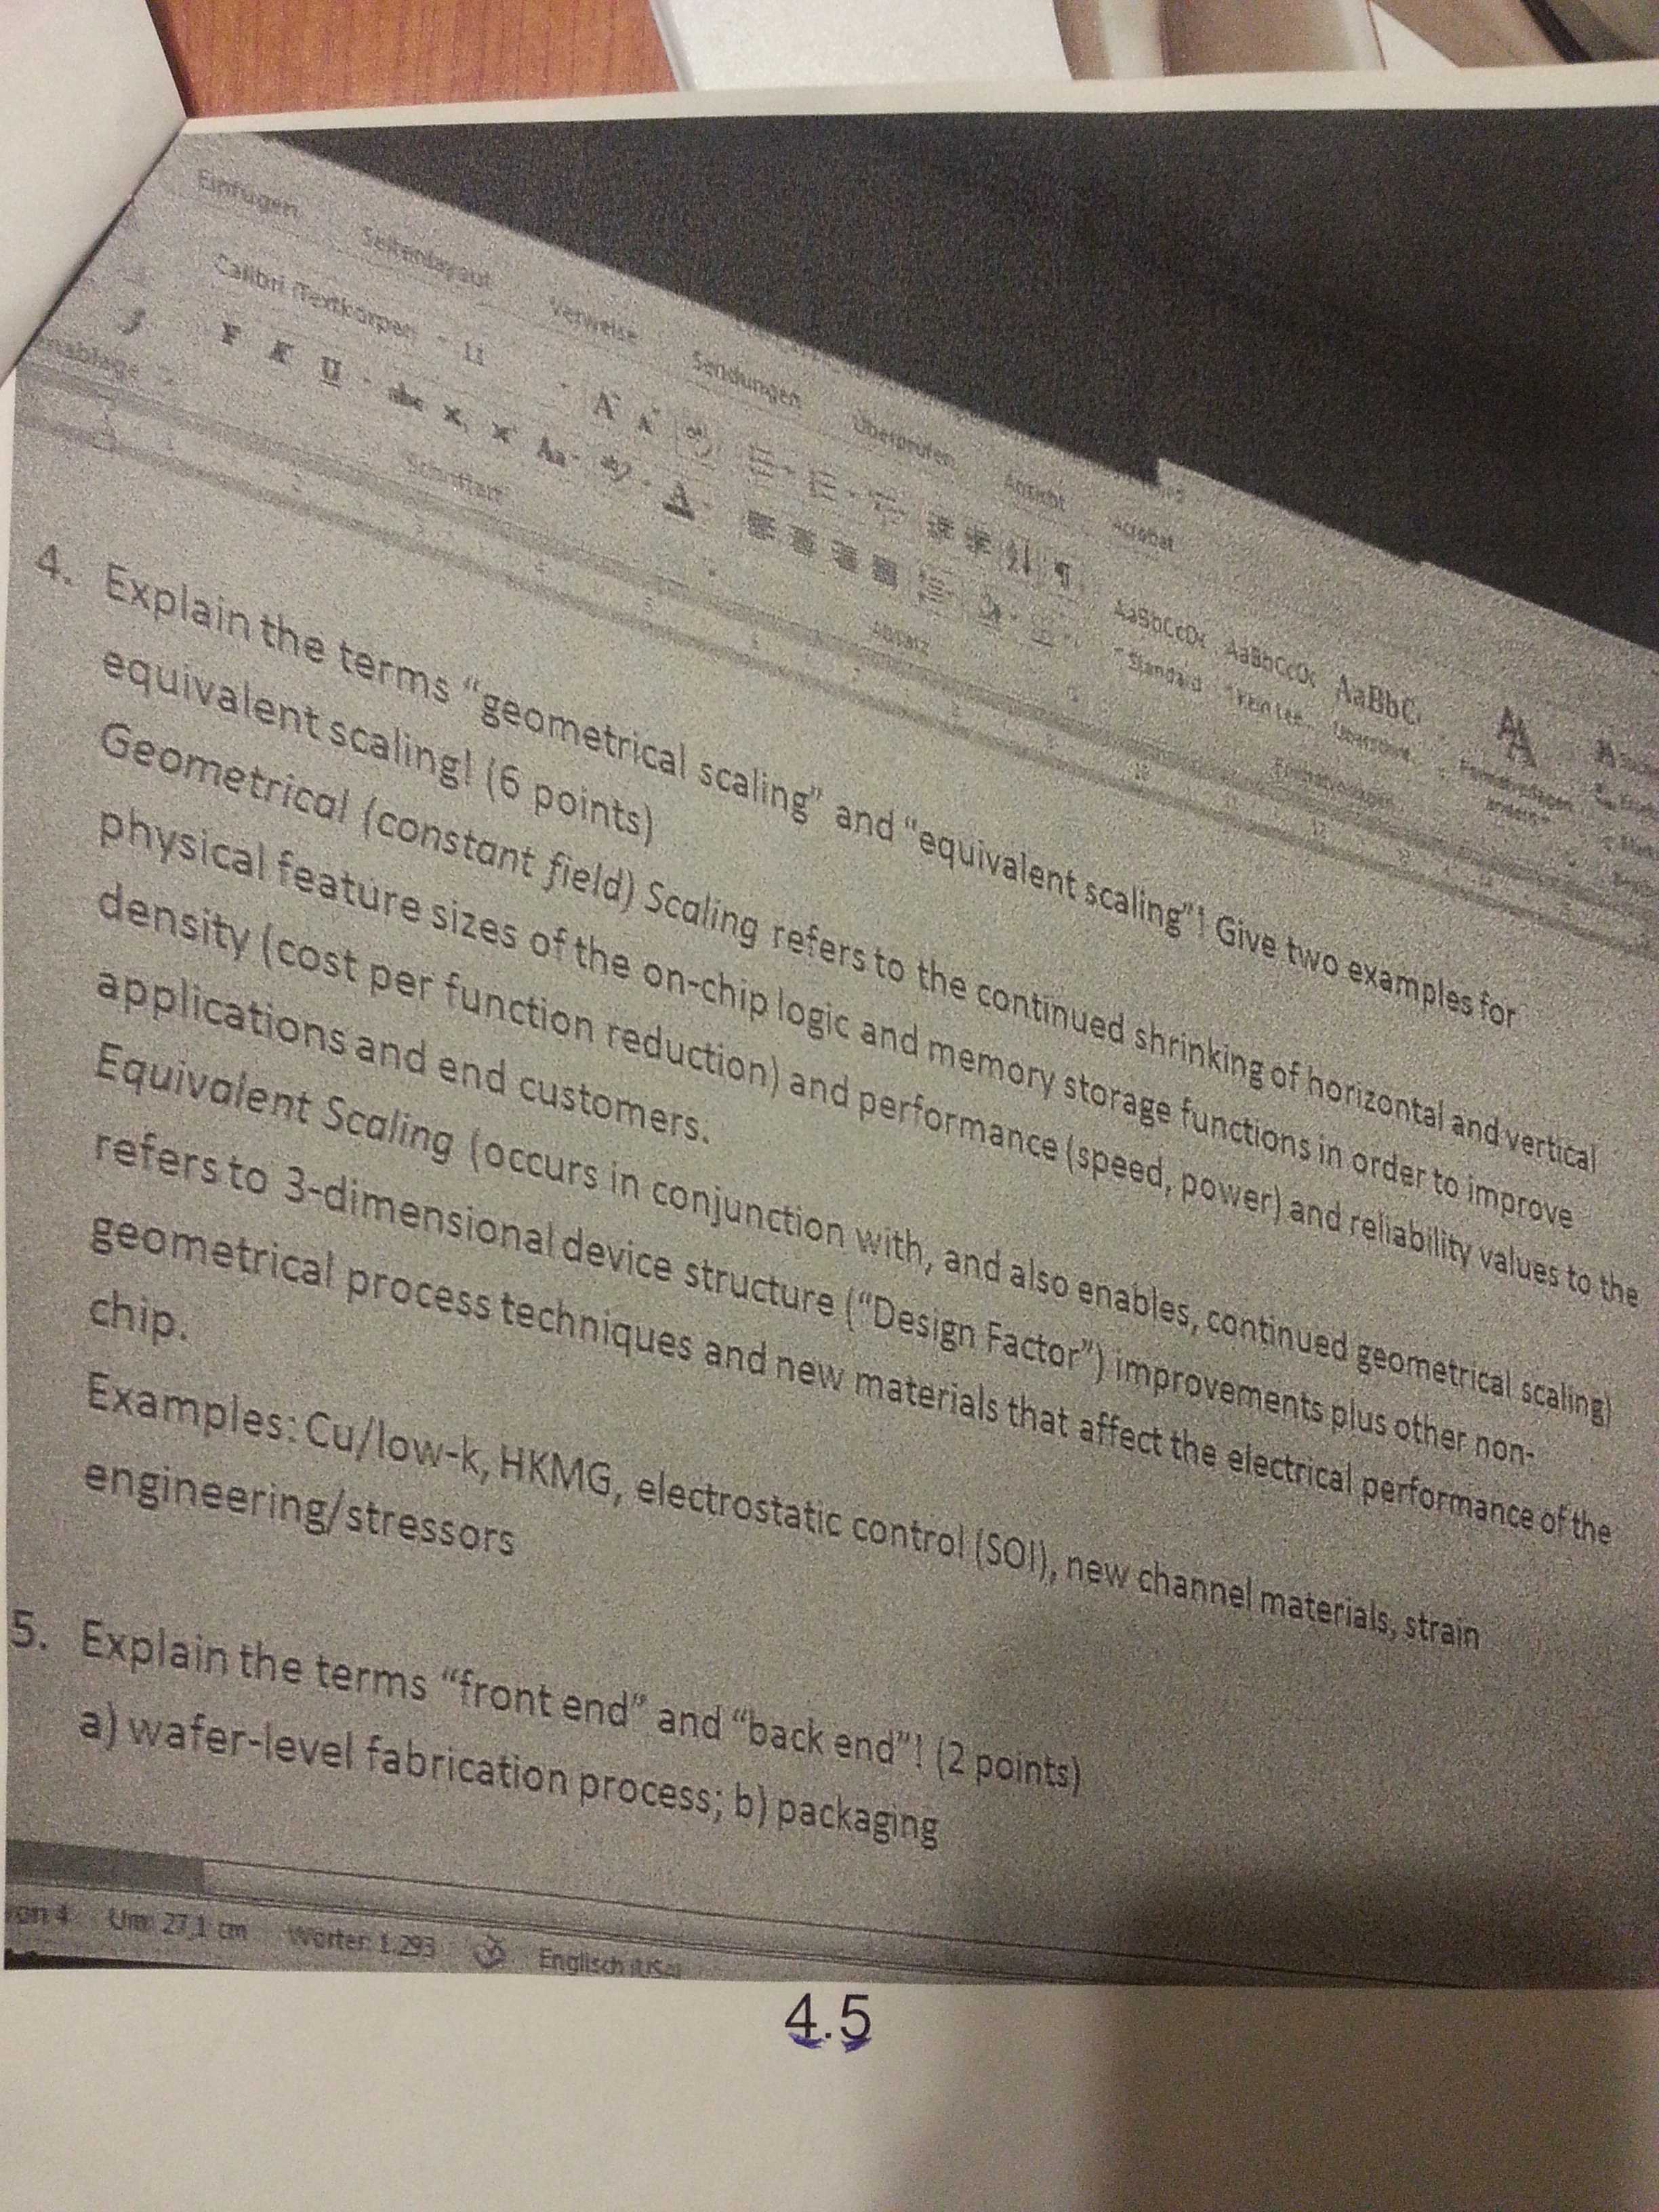 Einfügen Seitenlayout Verweise Sendungen Überprüfen Ansicht Acrobat
Calibri (Textkörper) 11
F K U abc x x Aa A
Schriftart Absatz
AaBbCcDc AaBbCcDc AaBbC
Standard
4. Explain the terms "geometrical scaling" and "equivalent scaling"! Give two examples for
equivalent scaling! (6 points)
Geometrical (constant field) Scaling refers to the continued shrinking of horizontal and vertical
physical feature sizes of the on-chip logic and memory storage functions in order to improve
density (cost per function reduction) and performance (speed, power) and reliability values to the
applications and end customers.
Equivalent Scaling (occurs in conjunction with, and also enables, continued geometrical scaling)
refers to 3-dimensional device structure ("Design Factor") improvements plus other non-
geometrical process techniques and new materials that affect the electrical performance of the
chip.
Examples: Cu/low-k, HKMG, electrostatic control (SOI), new channel materials, strain
engineering/stressors
5. Explain the terms "front end" and "back end"! (2 points)
a) wafer-level fabrication process; b) packaging
Um: 27,1 cm Wörter: 1.293 Englisch (USA)
4.5